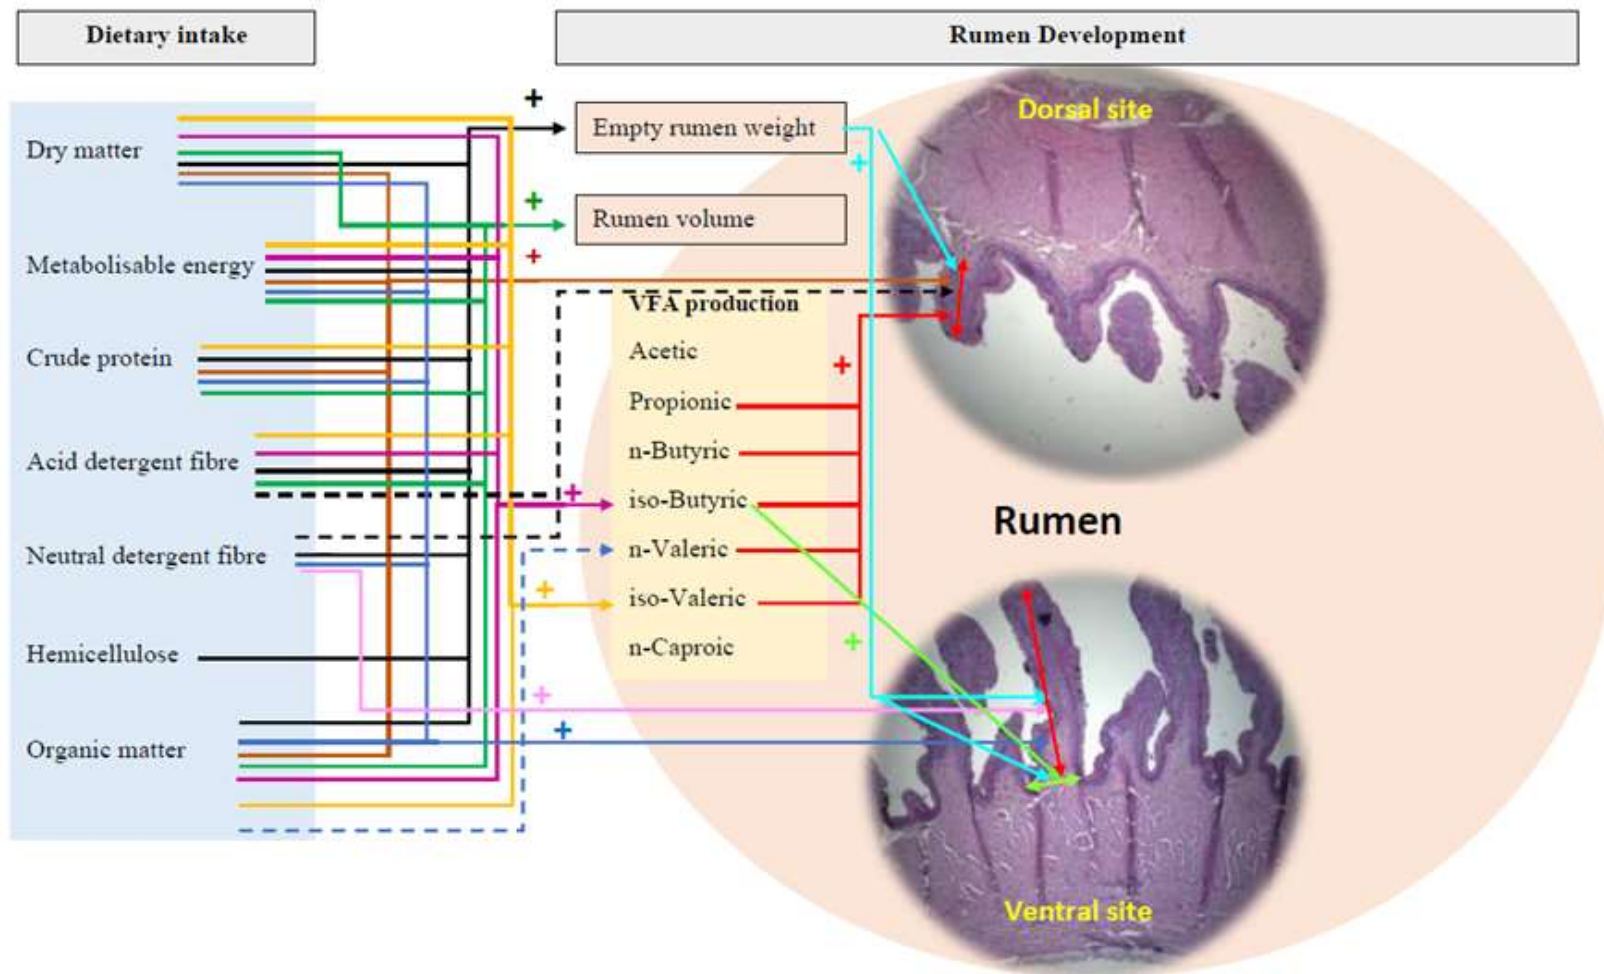 Dietary intake
Rumen Development
Dry matter
Metabolisable energy
Crude protein
Acid detergent fibre
Neutral detergent fibre
Hemicellulose
Organic matter
+
Empty rumen weight
+
+
Rumen volume
+
VFA production
Acetic
+
Propionic
n-Butyric
+
iso-Butyric
n-Valeric
+
iso-Valeric
+
n-Caproic
+
+
Dorsal site
Rumen
Ventral site